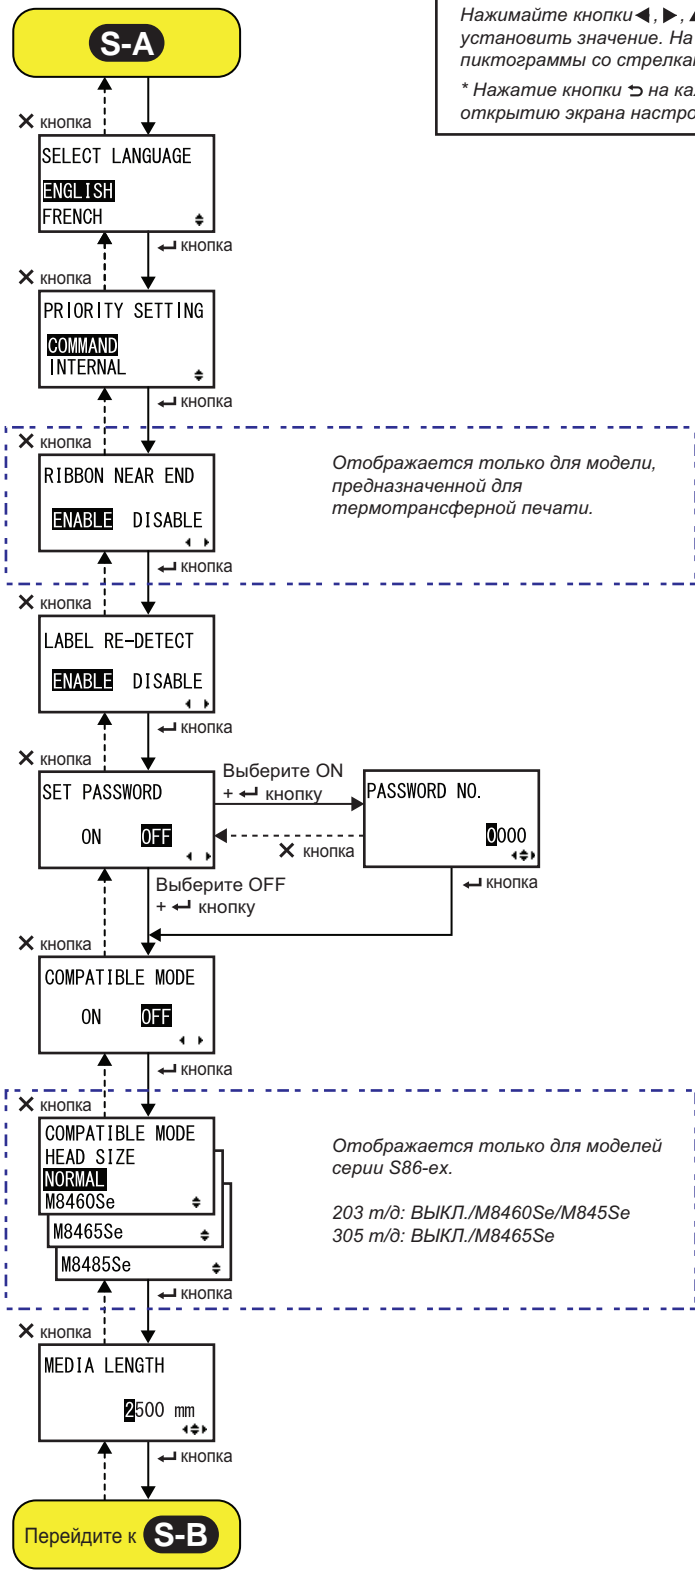 S-A
Нажимайте кнопки ◀, ▶,
установить значение. На
пиктограммы со
* Нажатие кнопки ⮌ на
открытию экрана
✕ кнопка
SELECT LANGUAGE
ENGLISH
FRENCH
↵ кнопка
✕ кнопка
PRIORITY SETTING
COMMAND
INTERNAL
↵ кнопка
✕ кнопка
RIBBON NEAR END
ENABLE DISABLE
Отображается только для модели,
предназначенной для
термотрансферной печати.
↵ кнопка
✕ кнопка
LABEL RE-DETECT
ENABLE DISABLE
↵ кнопка
✕ кнопка
SET PASSWORD
ON OFF
Выберите ON
+ ↵ кнопку
✕ кнопка
PASSWORD NO.
0000
↵ кнопка
Выберите OFF
+ ↵ кнопку
✕ кнопка
COMPATIBLE MODE
ON OFF
↵ кнопка
✕ кнопка
COMPATIBLE MODE
HEAD SIZE
NORMAL
M8460Se
M8465Se
M8485Se
Отображается только для моделей
серии S86-ex.
203 т/д: ВЫКЛ./M8460Se/M845Se
305 т/д: ВЫКЛ./M8465Se
↵ кнопка
✕ кнопка
MEDIA LENGTH
2500 mm
↵ кнопка
Перейдите к S-B